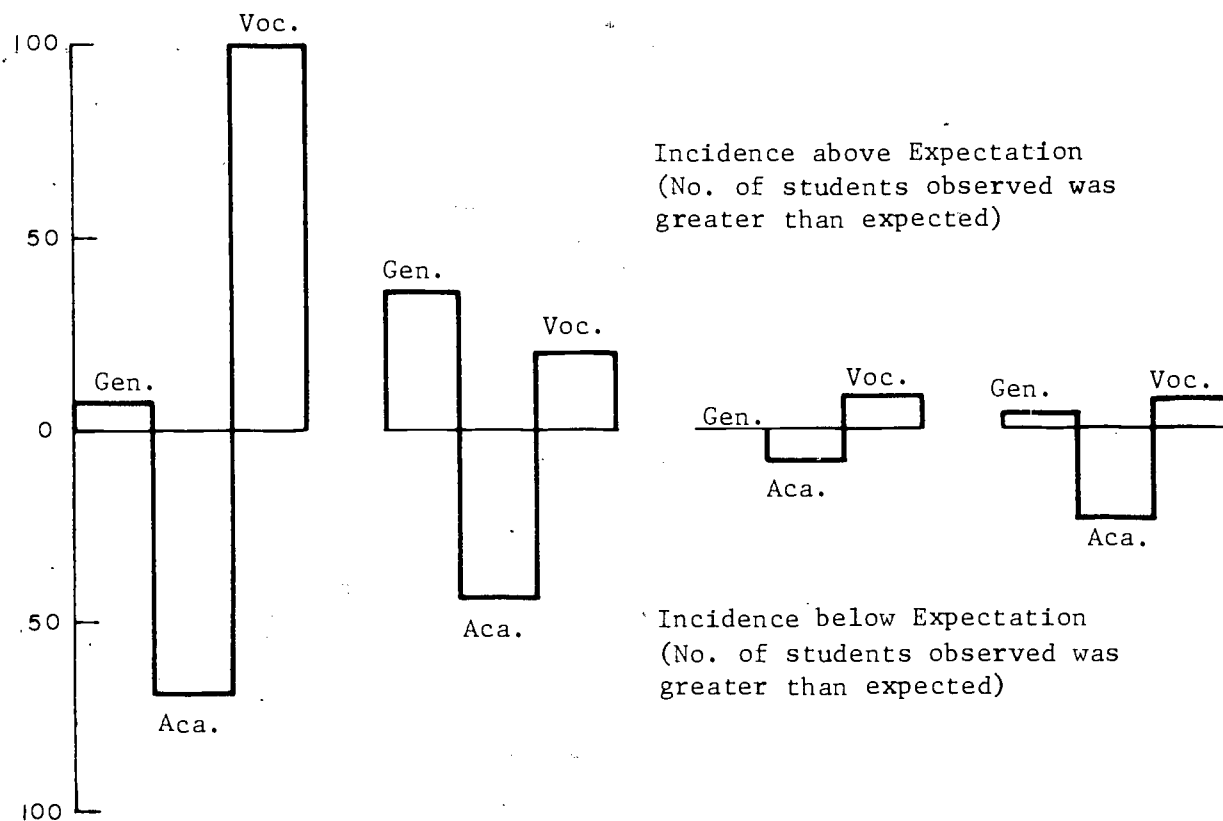 100
Voc.
Incidence above Expectation
(No. of students observed was
greater than expected)
50
Gen.
Voc.
Gen.
Voc.
Gen.
Voc.
0
Gen.
Aca.
Aca.
50
Aca.
Incidence below Expectation
(No. of students observed was
greater than expected)
Aca.
100